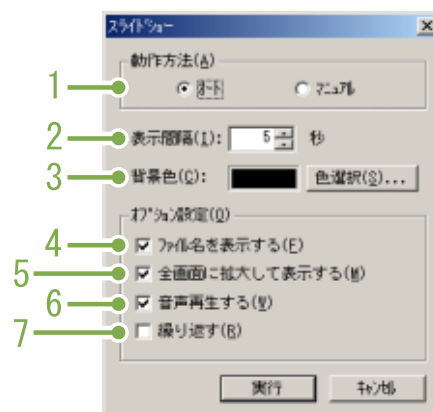 スライドショー
動作方法(A)
1 オート マニュアル
2 表示間隔(I): 5 秒
3 背景色(C): 色選択(S)...
オプション設定(O)
4 ファイル名を表示する(F)
5 全画面に拡大して表示する(M)
6 音声再生する(V)
7 繰り返す(R)
実行 キャンセル